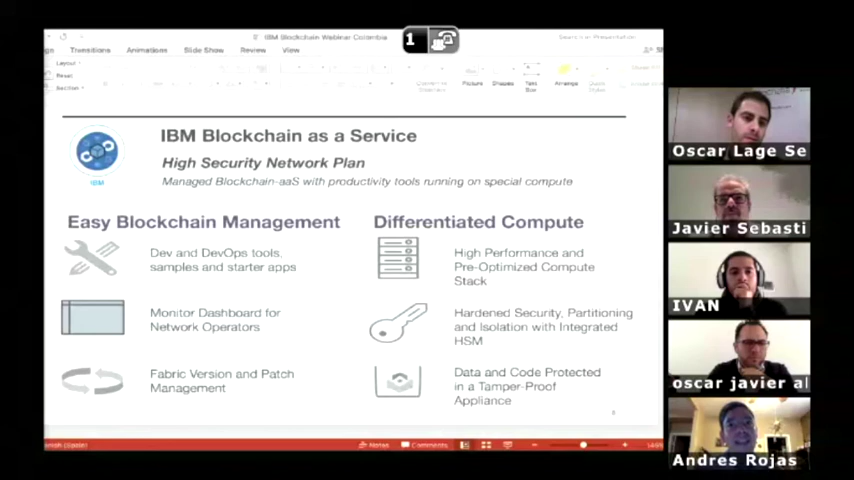 IBM Blockchain Webinar Colombia
1
Transitions Animations Slide Show Review View
Layout
Reset
Section
Picture Shapes Text Box Arrange
IBM Blockchain as a Service
High Security Network Plan
IBM
Managed Blockchain-aaS with productivity tools running on special compute
Easy Blockchain Management
Dev and DevOps tools,
samples and starter apps
Monitor Dashboard for
Network Operators
Fabric Version and Patch
Management
Differentiated Compute
High Performance and
Pre-Optimized Compute
Stack
Hardened Security, Partitioning
and Isolation with Integrated
HSM
Data and Code Protected
in a Tamper-Proof
Appliance
Notes Comments
Oscar Lage Se
Javier Sebasti
IVAN
oscar javier al
Andres Rojas